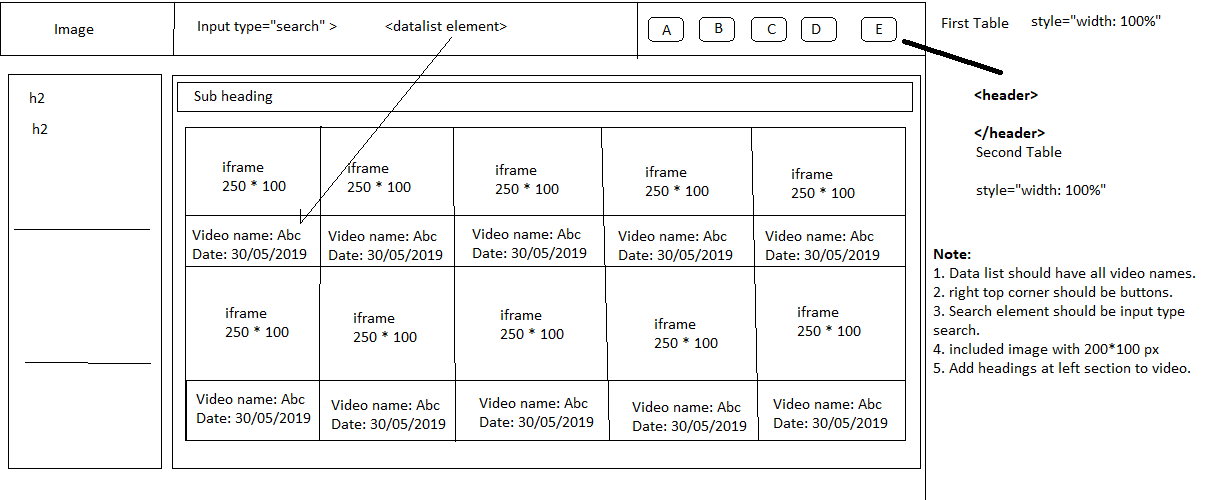 Image
Input type="search" >
<datalist element>
A
B
C
D
E
First Table
style="width: 100%"
h2
h2
Sub heading
<header>
</header>
Second Table
style="width: 100%"
iframe
250 * 100
iframe
250 * 100
iframe
250 * 100
iframe
250 * 100
iframe
250 * 100
Video name: Abc
Date: 30/05/2019
Video name: Abc
Date: 30/05/2019
Video name: Abc
Date: 30/05/2019
Video name: Abc
Date: 30/05/2019
Video name: Abc
Date: 30/05/2019
iframe
250 * 100
iframe
250 * 100
iframe
250 * 100
iframe
250 * 100
iframe
250 * 100
Video name: Abc
Date: 30/05/2019
Video name: Abc
Date: 30/05/2019
Video name: Abc
Date: 30/05/2019
Video name: Abc
Date: 30/05/2019
Video name: Abc
Date: 30/05/2019
Note:
1. Data list should have all video names.
2. right top corner should be buttons.
3. Search element should be input type
search.
4. included image with 200*100 px
5. Add headings at left section to video.